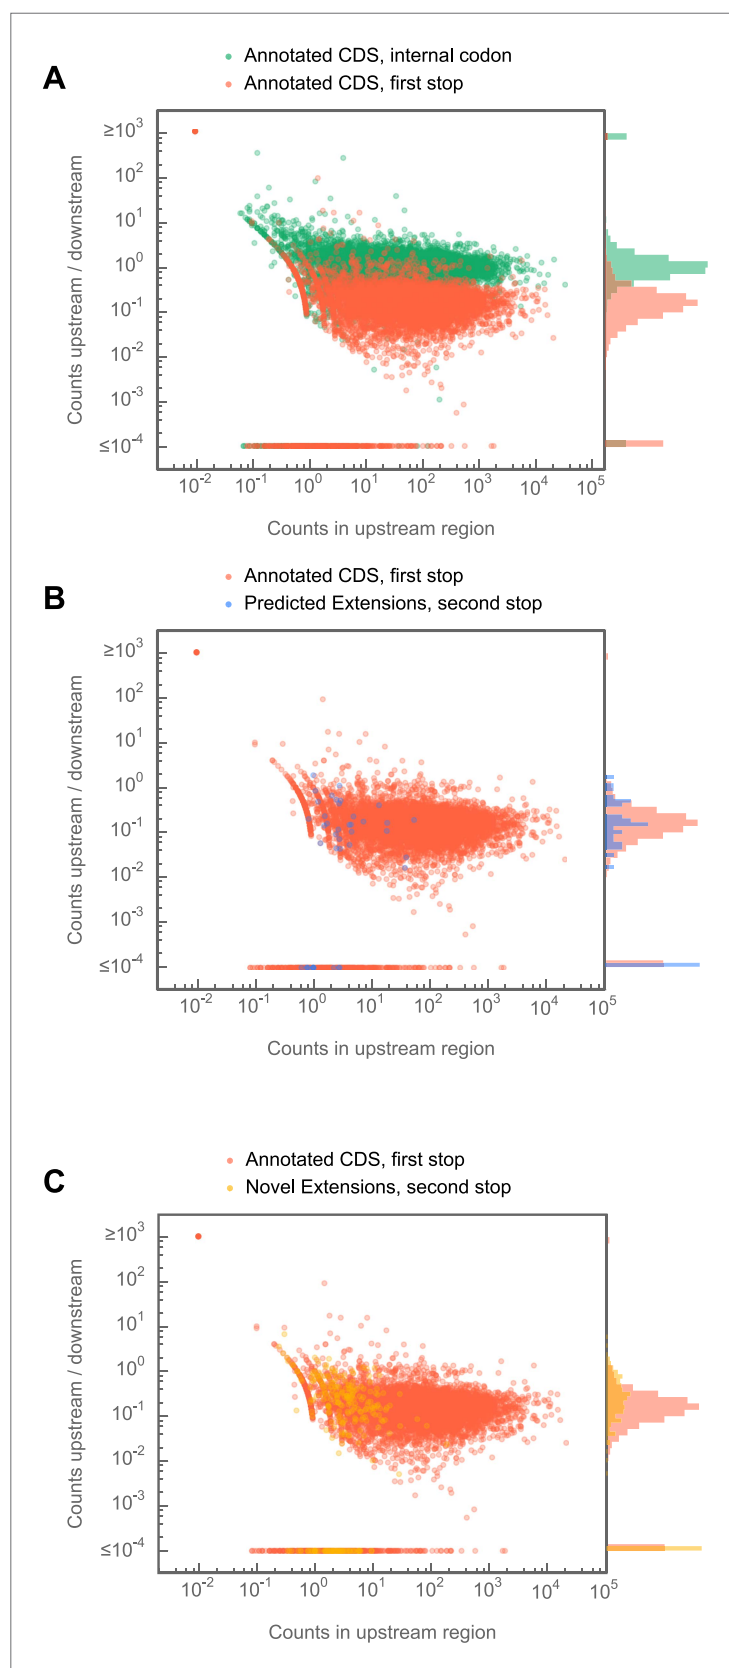 A
Annotated CDS, internal codon
Annotated CDS, first stop
Counts upstream / downstream
≥10³
10²
10¹
10⁰
10⁻¹
10⁻²
10⁻³
≤10⁻⁴
10⁻² 10⁻¹ 10⁰ 10¹ 10² 10³ 10⁴ 10⁵
Counts in upstream region
B
Annotated CDS, first stop
Predicted Extensions, second stop
Counts upstream / downstream
≥10³
10²
10¹
10⁰
10⁻¹
10⁻²
10⁻³
≤10⁻⁴
10⁻² 10⁻¹ 10⁰ 10¹ 10² 10³ 10⁴ 10⁵
Counts in upstream region
C
Annotated CDS, first stop
Novel Extensions, second stop
Counts upstream / downstream
≥10³
10²
10¹
10⁰
10⁻¹
10⁻²
10⁻³
≤10⁻⁴
10⁻² 10⁻¹ 10⁰ 10¹ 10² 10³ 10⁴ 10⁵
Counts in upstream region